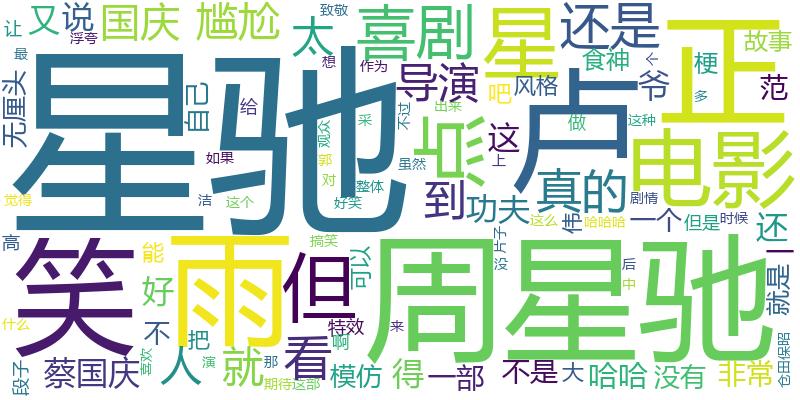 让
又
说
国庆
尴尬
致敬
太
喜剧
星
还是
正
故事
浮夸
最
想
作为
导演
食神
梗
爷
风格
吧
多
范
无厘头
自己
给
星驰
不过
出来
采
观众
这
卢
做
这种
电影
如果
郭
对
虽然
上
印
真的
剧情
觉得
洁
这个
整体
好笑
到
功夫
这么
伟
哈哈哈
一个
但是
时候
还
高
能
搞笑
笑
雨
但
可以
周星驰
没
片子
后
中
一
就是
好
特效
来
什么
不
把
啊
看
喜欢
段子
蔡国庆
人
演
就
那
期待这部
模仿
得
一部
不是
大
哈哈
没有
非常
仓田保昭